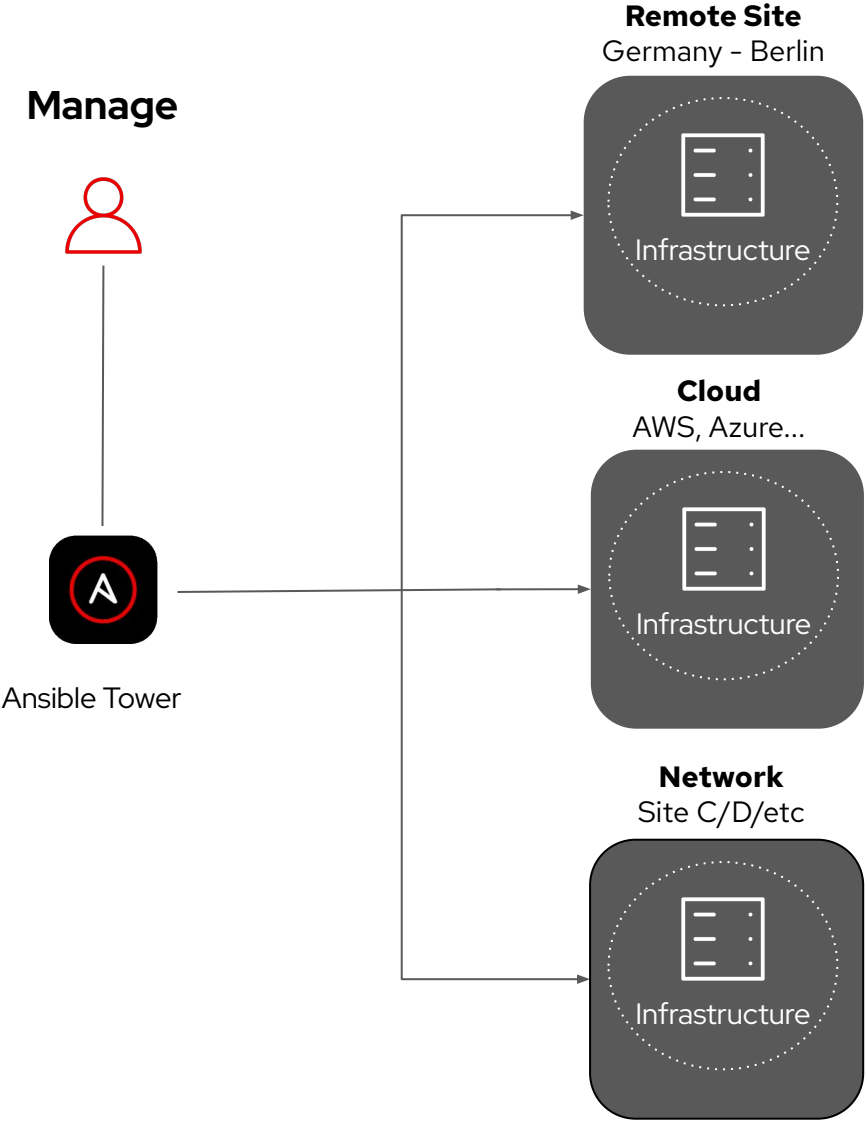 Remote Site
Germany - Berlin
Manage
Infrastructure
Cloud
AWS, Azure...
Infrastructure
Ansible Tower
Network
Site C/D/etc
Infrastructure